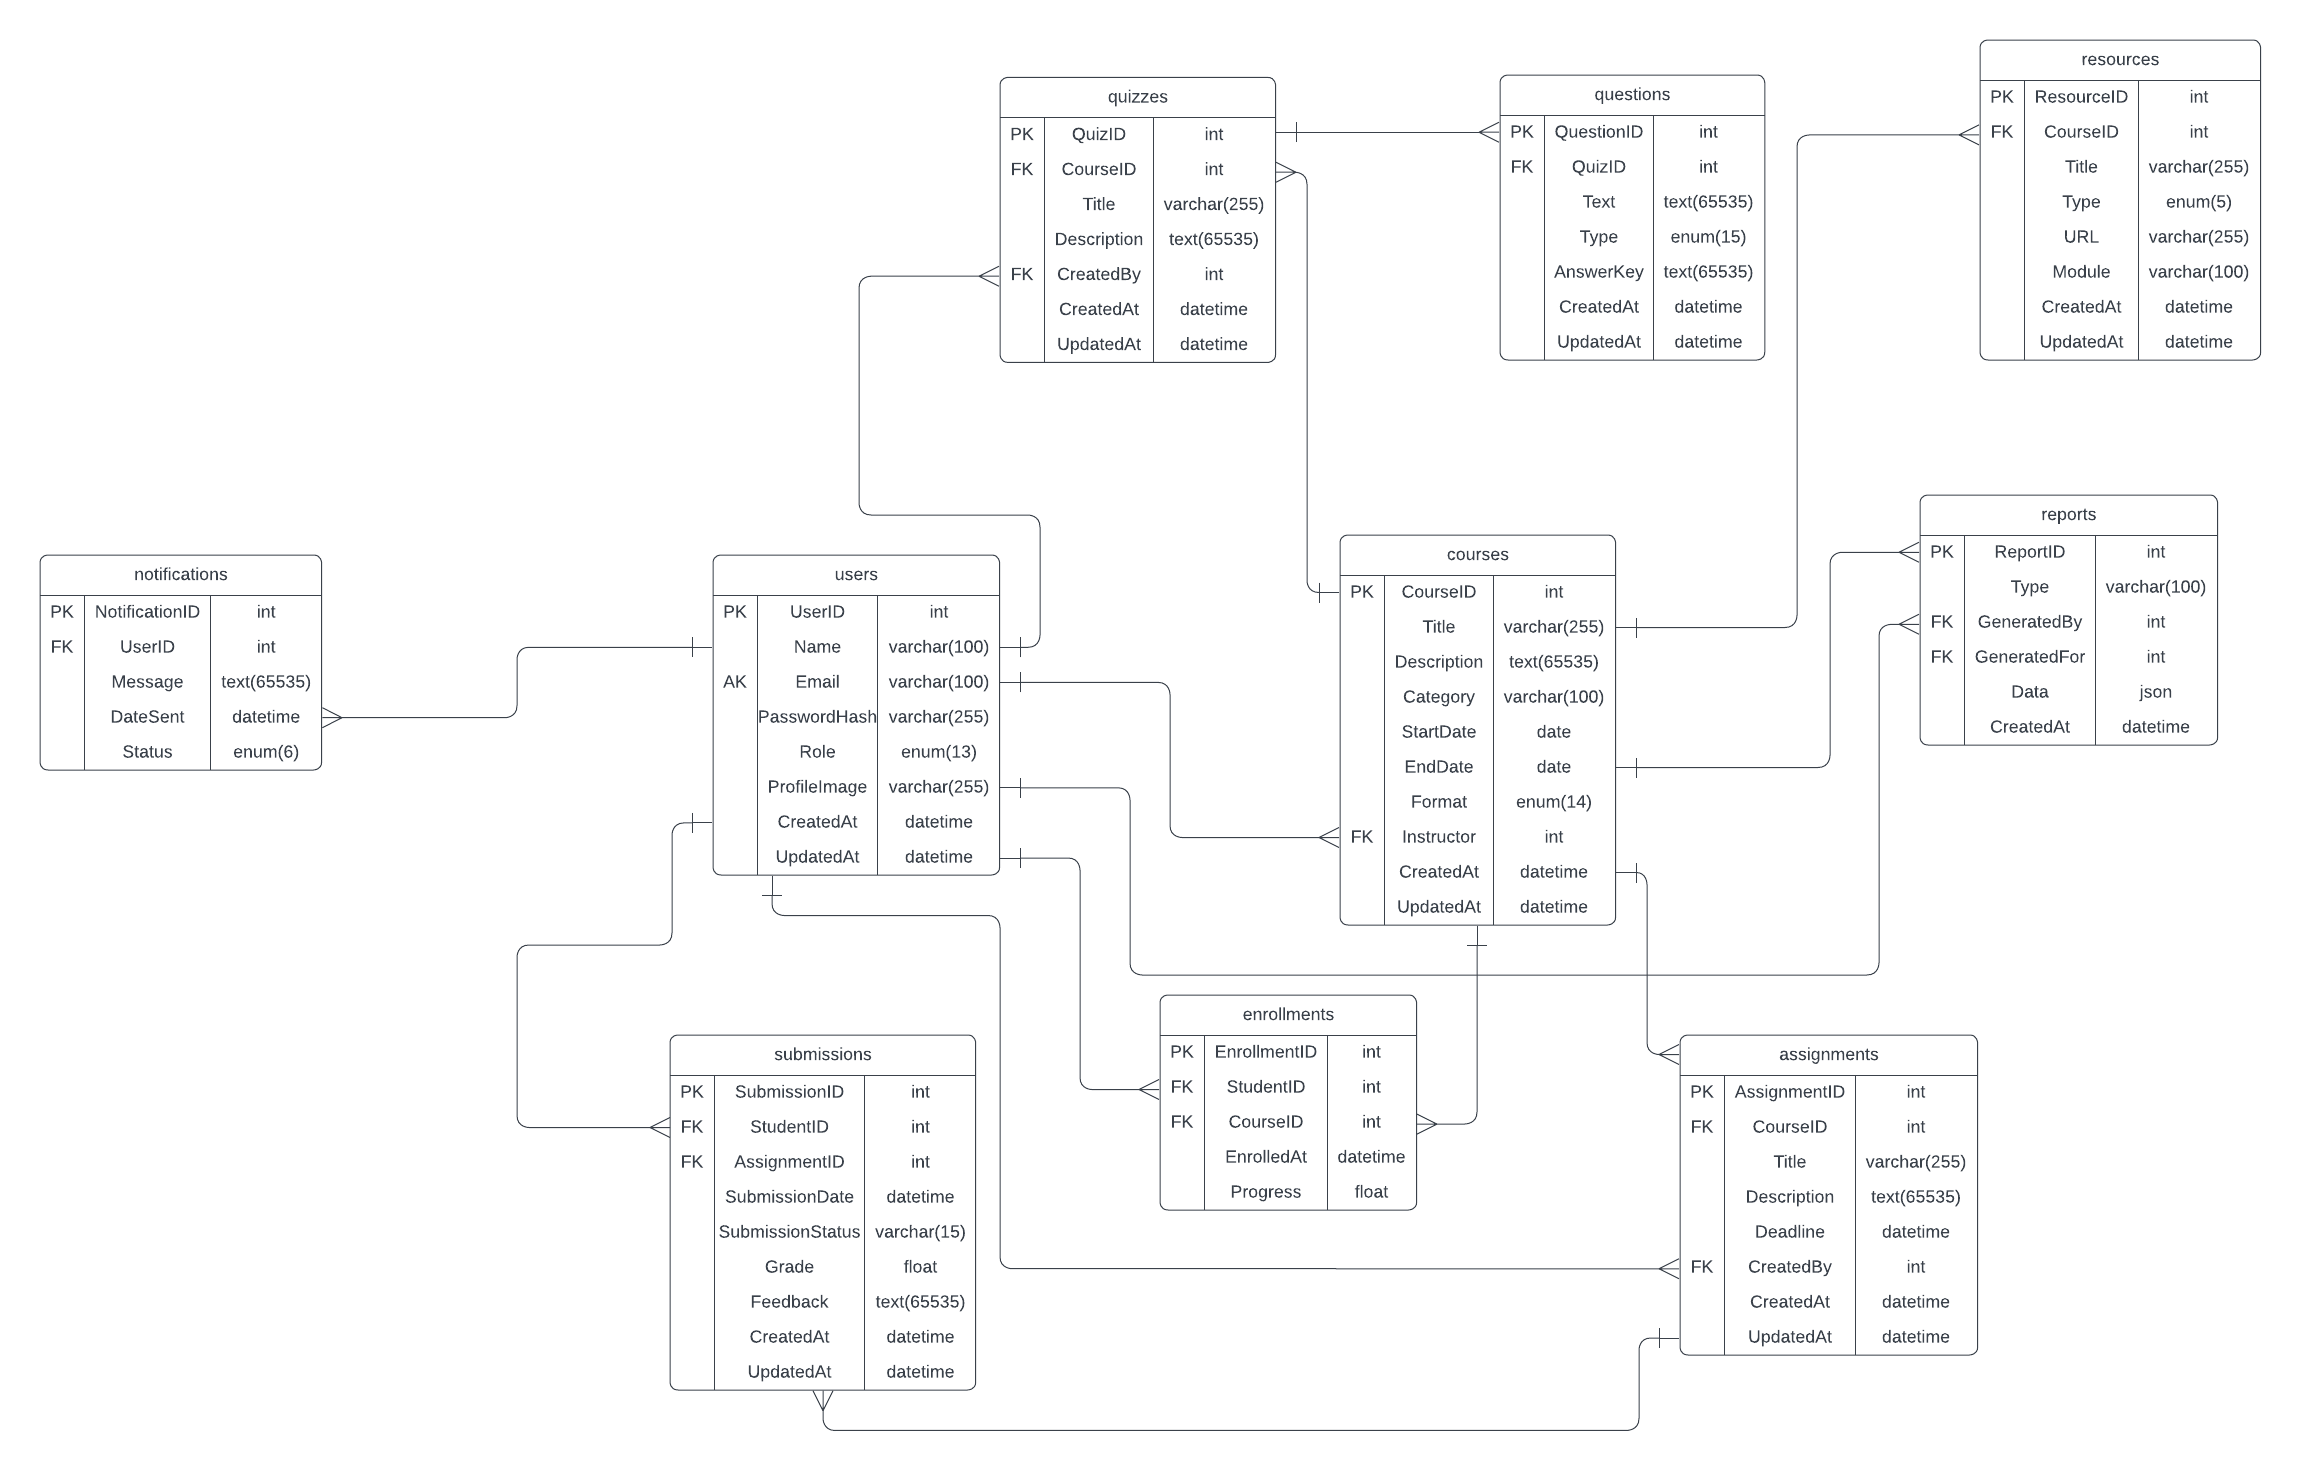 quizzes
PK QuizID int
FK CourseID int
Title varchar(255)
Description text(65535)
FK CreatedBy int
CreatedAt datetime
UpdatedAt datetime
questions
PK QuestionID int
FK QuizID int
Text text(65535)
Type enum(15)
AnswerKey text(65535)
CreatedAt datetime
UpdatedAt datetime
resources
PK ResourceID int
FK CourseID int
Title varchar(255)
Type enum(5)
URL varchar(255)
Module varchar(100)
CreatedAt datetime
UpdatedAt datetime
notifications
PK NotificationID int
FK UserID int
Message text(65535)
DateSent datetime
Status enum(6)
users
PK UserID int
Name varchar(100)
AK Email varchar(100)
PasswordHash varchar(255)
Role enum(13)
ProfileImage varchar(255)
CreatedAt datetime
UpdatedAt datetime
courses
PK CourseID int
Title varchar(255)
Description text(65535)
Category varchar(100)
StartDate date
EndDate date
Format enum(14)
FK Instructor int
CreatedAt datetime
UpdatedAt datetime
reports
PK ReportID int
Type varchar(100)
FK GeneratedBy int
FK GeneratedFor int
Data json
CreatedAt datetime
submissions
PK SubmissionID int
FK StudentID int
FK AssignmentID int
SubmissionDate datetime
SubmissionStatus varchar(15)
Grade float
Feedback text(65535)
CreatedAt datetime
UpdatedAt datetime
enrollments
PK EnrollmentID int
FK StudentID int
FK CourseID int
EnrolledAt datetime
Progress float
assignments
PK AssignmentID int
FK CourseID int
Title varchar(255)
Description text(65535)
Deadline datetime
FK CreatedBy int
CreatedAt datetime
UpdatedAt datetime